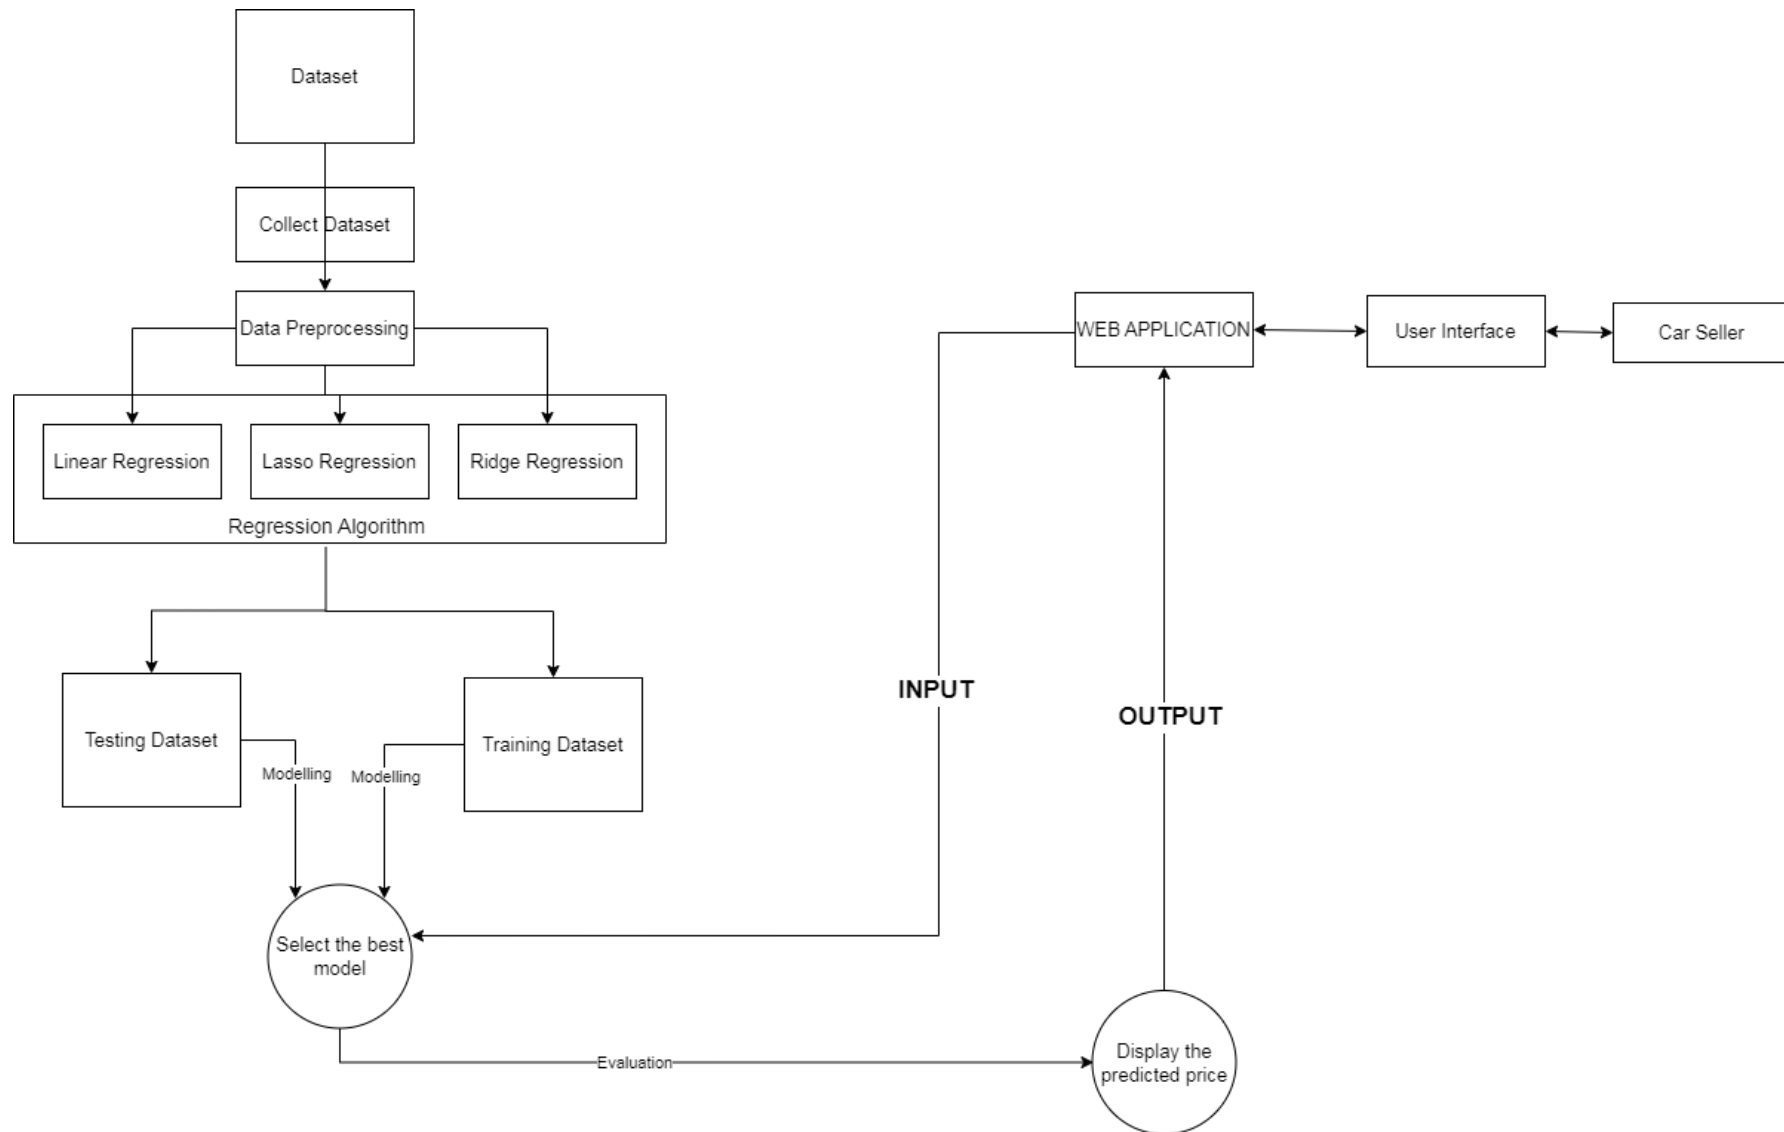 Dataset
Collect Dataset
Data Preprocessing
WEB APPLICATION
User Interface
Car Seller
Linear Regression
Lasso Regression
Ridge Regression
Regression Algorithm
INPUT
OUTPUT
Testing Dataset
Training Dataset
Modelling
Modelling
Select the best
model
Evaluation
Display the
predicted price